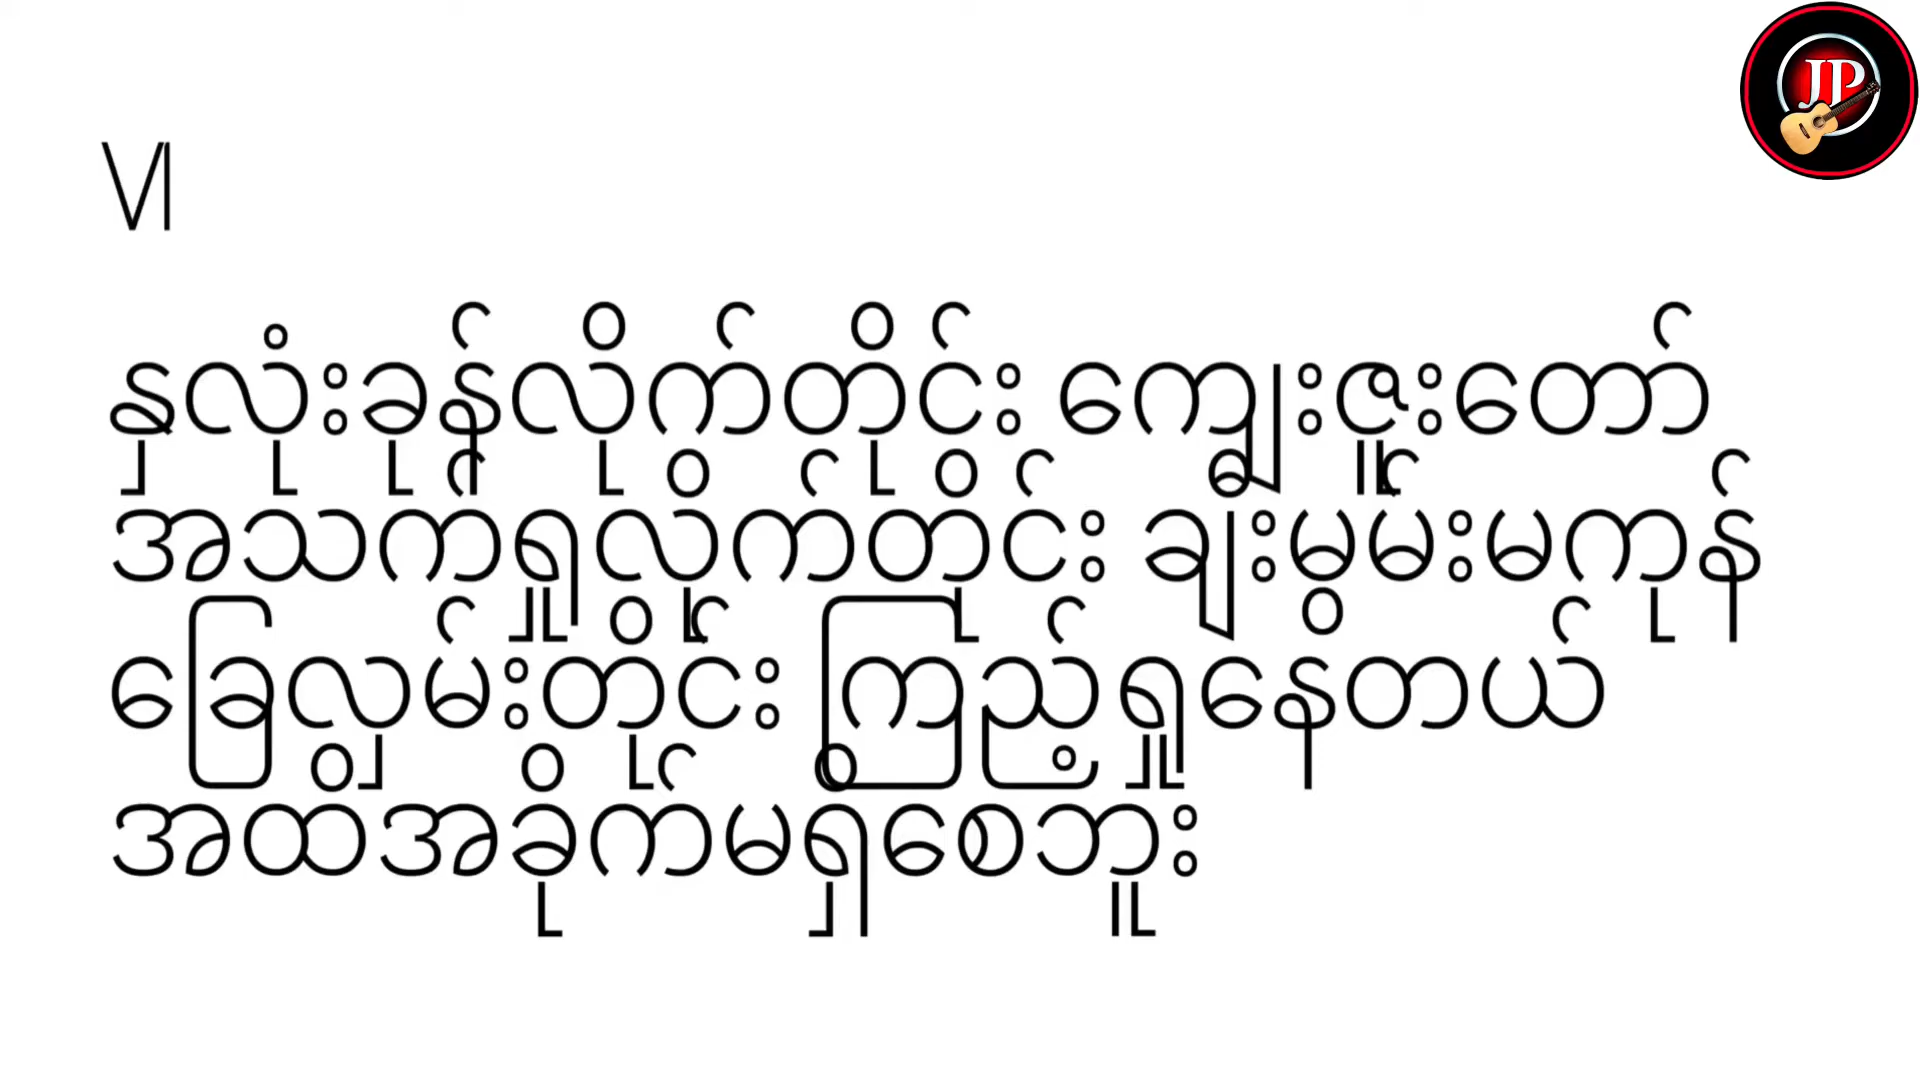 JP
VI
နှလုံးခုန်လိုက်တိုင်း ကျေးဇူးတော်
အသက်ရှုလိုက်တိုင်း ချီးမွမ်းမကုန်
ခြေလှမ်းတိုင်း ကြည့်ရှုနေတယ်
အထိအခိုက်မရှိစေဘူး